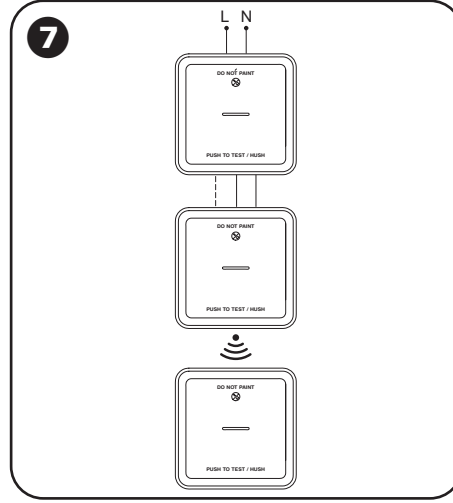 7
L N
DO NOT PAINT
PUSH TO TEST / HUSH
DO NOT PAINT
PUSH TO TEST / HUSH
DO NOT PAINT
PUSH TO TEST / HUSH